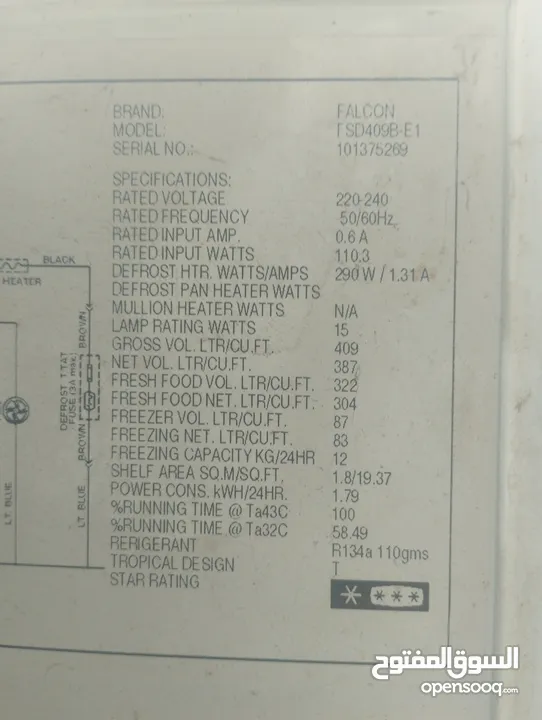 BRAND: FALCON
MODEL: FSD409B-E1
SERIAL NO.: 101375269
SPECIFICATIONS:
RATED VOLTAGE 220-240
RATED FREQUENCY 50/60Hz
RATED INPUT AMP. 0.6 A
RATED INPUT WATTS 110.3
DEFROST HTR. WATTS/AMPS 290 W / 1.31 A
DEFROST PAN HEATER WATTS
MULLION HEATER WATTS N/A
LAMP RATING WATTS 15
GROSS VOL. LTR/CU.FT. 409
NET VOL. LTR/CU.FT. 387
FRESH FOOD VOL. LTR/CU.FT. 322
FRESH FOOD NET. LTR/CU.FT. 304
FREEZER VOL. LTR/CU.FT. 87
FREEZING NET. LTR/CU.FT. 83
FREEZING CAPACITY KG/24HR 12
SHELF AREA SQ.M/SQ.FT. 1.8/19.37
POWER CONS. kWH/24HR. 1.79
%RUNNING TIME @ Ta43C 100
%RUNNING TIME @ Ta32C 58.49
RERIGERANT R134a 110gms
TROPICAL DESIGN T
STAR RATING
BLACK
HEATER
BROWN
DEFROST T.TAT
FUSE (3A max.)
BROWN
LT. BLUE
LT. BLUE
السوق المفتوح
opensooq.com